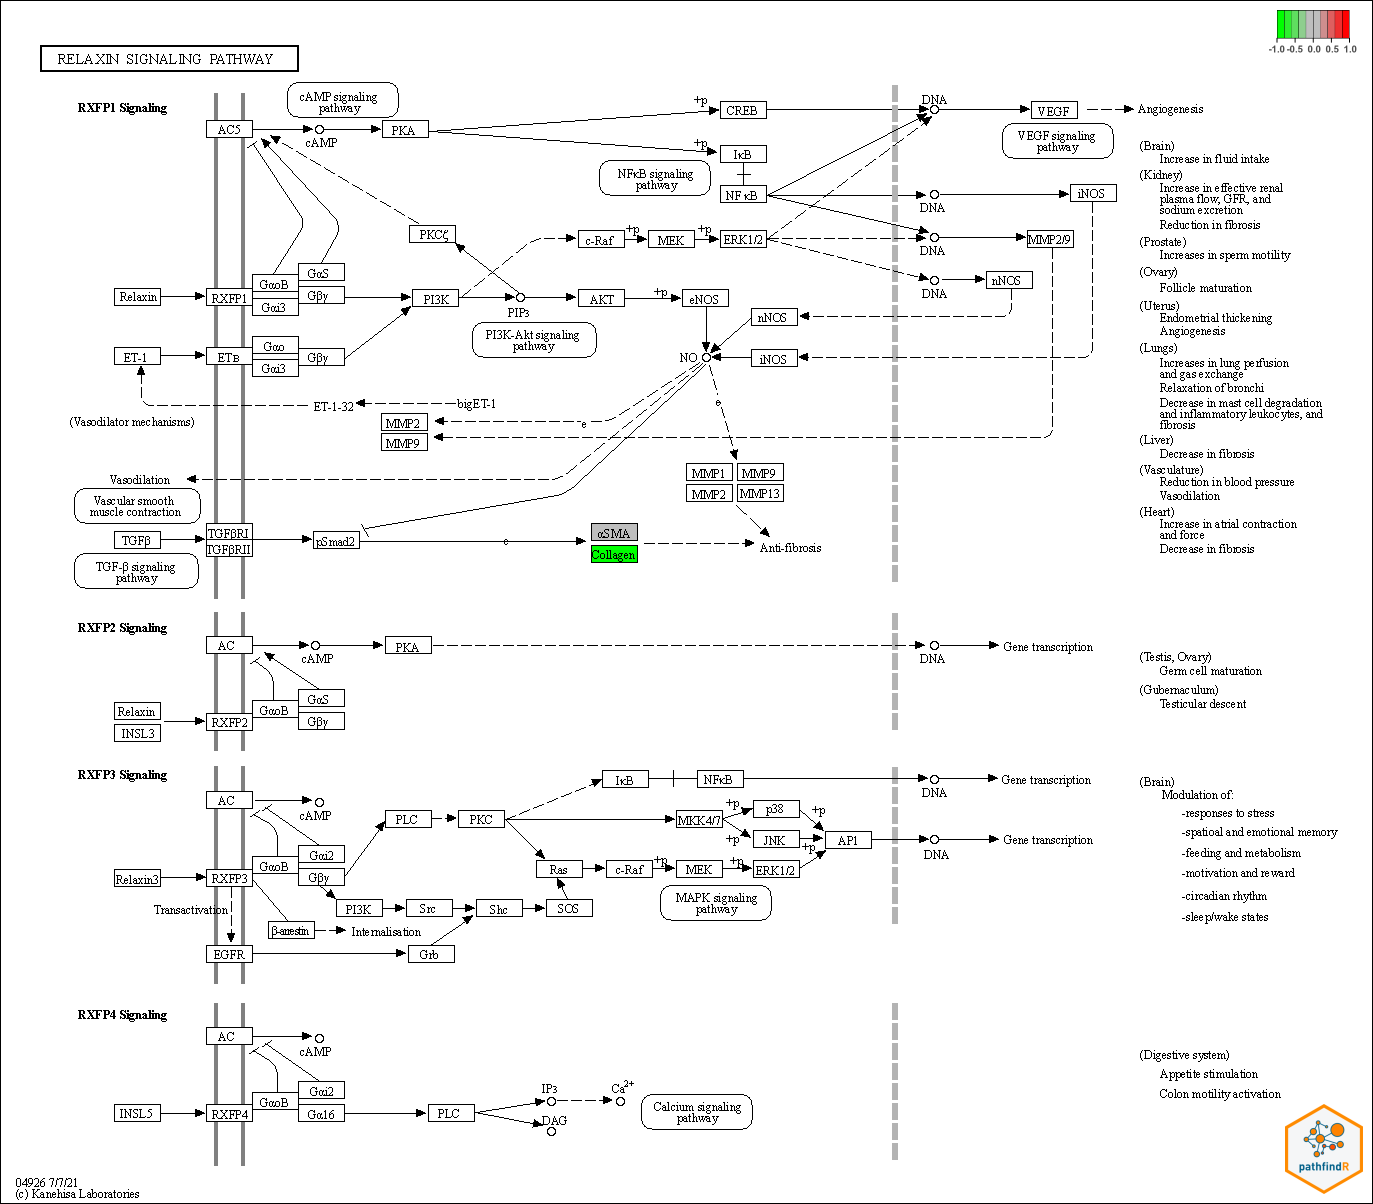 -1.0 -0.5 0.0 0.5 1.0
RELAXIN SIGNALING PATHWAY
RXFP1 Signaling
cAMP signaling
pathway
AC5
cAMP
PKA
+p
CREB
DNA
VEGF
Angiogenesis
VEGF signaling
pathway
+p
IκB
NFκB signaling
pathway
NFκB
DNA
iNOS
PKCζ
c-Raf
+p
MEK
+p
ERK1/2
DNA
MMP2/9
DNA
nNOS
Relaxin
RXFP1
GαoB
GαS
Gβγ
Gαi3
PI3K
PIP3
AKT
+p
eNOS
PI3K-Akt signaling
pathway
nNOS
ET-1
ETB
Gαo
Gβγ
Gαi3
NO
iNOS
ET-1-32
bigET-1
(Vasodilator mechanisms)
MMP2
MMP9
e
e
MMP1
MMP9
MMP2
MMP13
Vasodilation
Vascular smooth
muscle contraction
TGFβ
TGFβRI
TGFβRII
pSmad2
e
αSMA
Collagen
Anti-fibrosis
TGF-β signaling
pathway
(Brain)
Increase in fluid intake
(Kidney)
Increase in effective renal
plasma flow, GFR, and
sodium excretion
Reduction in fibrosis
(Prostate)
Increases in sperm motility
(Ovary)
Follicle maturation
(Uterus)
Endometrial thickening
Angiogenesis
(Lungs)
Increases in lung perfusion
and gas exchange
Relaxation of bronchi
Decrease in mast cell degradation
and inflammatory leukocytes, and
fibrosis
(Liver)
Decrease in fibrosis
(Vasculature)
Reduction in blood pressure
Vasodilation
(Heart)
Increase in atrial contraction
and force
Decrease in fibrosis
RXFP2 Signaling
AC
cAMP
PKA
DNA
Gene transcription
Relaxin
INSL3
RXFP2
GαoB
GαS
Gβγ
(Testis, Ovary)
Germ cell maturation
(Gubernaculum)
Testicular descent
RXFP3 Signaling
AC
cAMP
PLC
PKC
IκB
NFκB
DNA
Gene transcription
MKK4/7
+p
p38
+p
+p
JNK
+p
AP1
DNA
Gene transcription
Relaxin3
RXFP3
GαoB
Gαi2
Gβγ
Ras
c-Raf
+p
MEK
+p
ERK1/2
MAPK signaling
pathway
Transactivation
PI3K
Src
Shc
SOS
β-arrestin
Internalisation
EGFR
Grb
(Brain)
Modulation of:
-responses to stress
-spatioal and emotional memory
-feeding and metabolism
-motivation and reward
-circadian rhythm
-sleep/wake states
RXFP4 Signaling
AC
cAMP
INSL5
RXFP4
GαoB
Gαi2
Gα16
PLC
IP3
DAG
Ca2+
Calcium signaling
pathway
(Digestive system)
Appetite stimulation
Colon motility activation
pathfindR
04926 7/7/21
(c) Kanehisa Laboratories